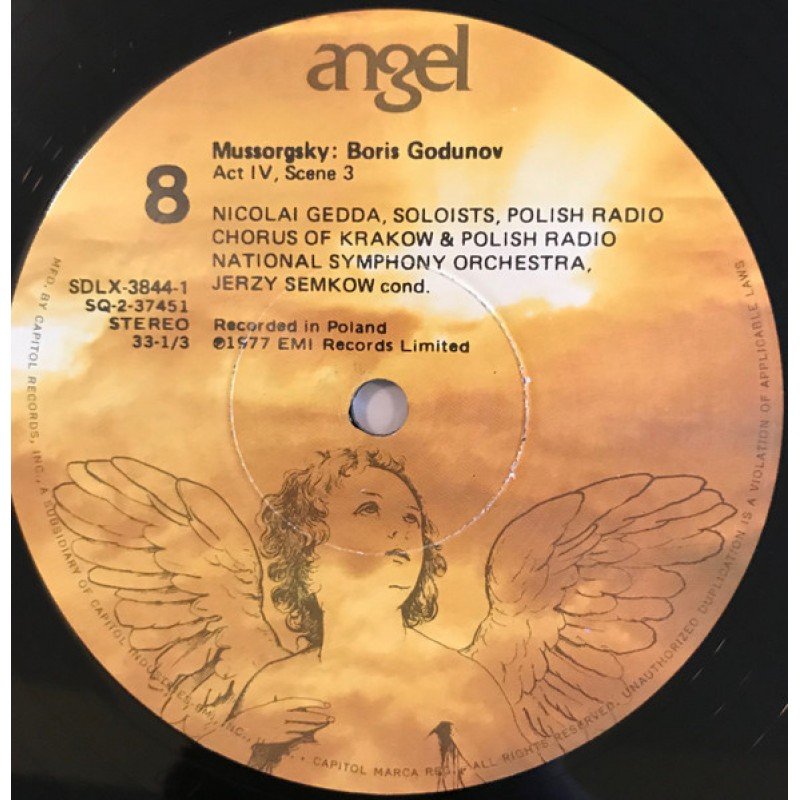 angel
Mussorgsky: Boris Godunov
Act IV, Scene 3
8
NICOLAI GEDDA, SOLOISTS, POLISH RADIO
CHORUS OF KRAKOW & POLISH RADIO
NATIONAL SYMPHONY ORCHESTRA,
JERZY SEMKOW cond.
SDLX-3844-1
SQ-2-37451
STEREO
33-1/3
Recorded in Poland
℗1977 EMI Records Limited
MFD. BY CAPITOL RECORDS, INC., A SUBSIDIARY OF CAPITOL INDUSTRIES-EMI, INC., CAPITOL MARCA REG. ALL RIGHTS RESERVED. UNAUTHORIZED DUPLICATION IS A VIOLATION OF APPLICABLE LAWS